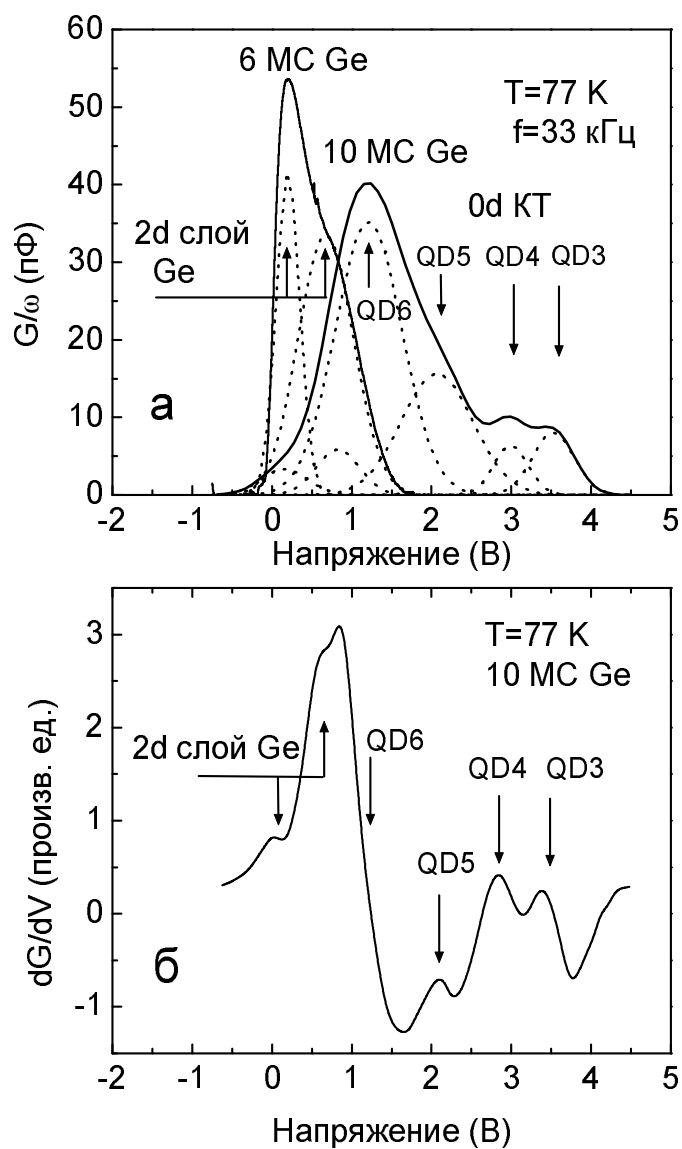 60
50
40
30
20
10
0
G/ω (пФ)
6 МС Ge
T=77 K
f=33 кГц
10 МС Ge
0d КТ
2d слой
Ge
QD5
QD4
QD3
QD6
а
-2
-1
0
1
2
3
4
5
Напряжение (В)
3
2
1
0
-1
dG/dV (произв. ед.)
T=77 K
10 МС Ge
2d слой Ge
QD6
QD4
QD3
QD5
б
-2
-1
0
1
2
3
4
5
Напряжение (В)